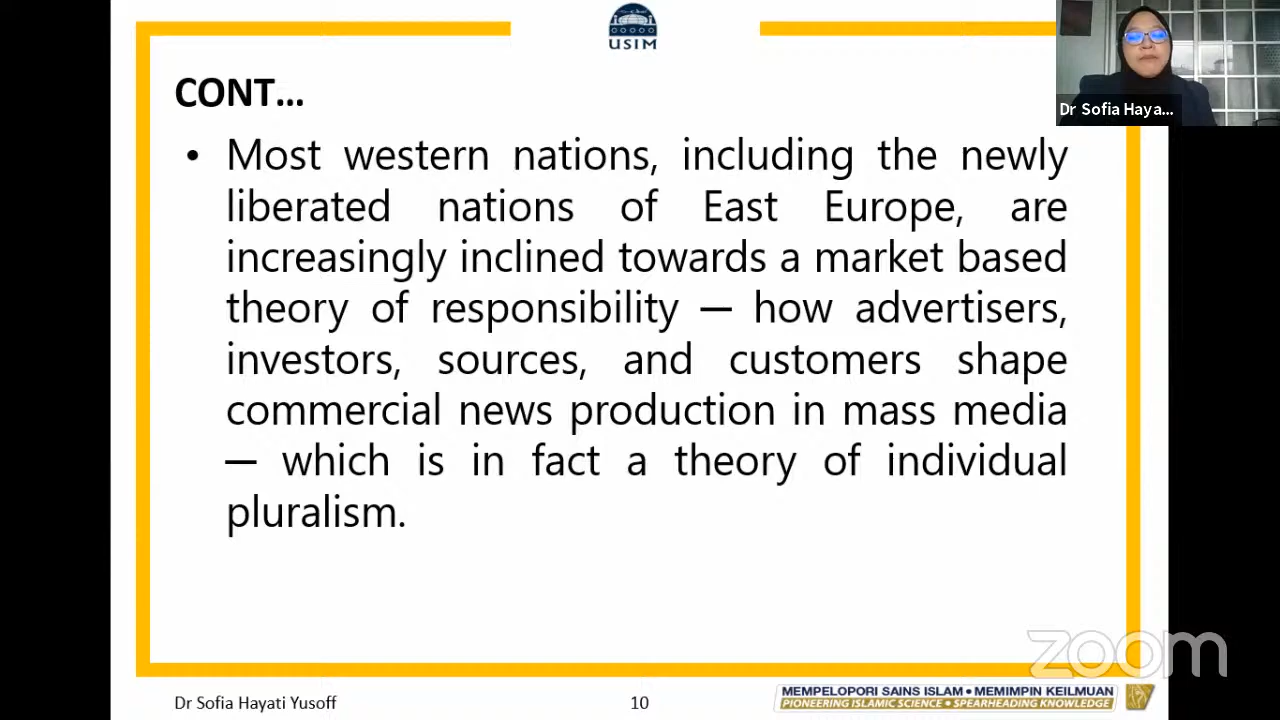 USIM
Dr Sofia Haya...
CONT...
• Most western nations, including the newly
liberated nations of East Europe, are
increasingly inclined towards a market based
theory of responsibility — how advertisers,
investors, sources, and customers shape
commercial news production in mass media
— which is in fact a theory of individual
pluralism.
zoom
Dr Sofia Hayati Yusoff
10
MEMPELOPORI SAINS ISLAM • MEMIMPIN KEILMUAN
PIONEERING ISLAMIC SCIENCE • SPEARHEADING KNOWLEDGE